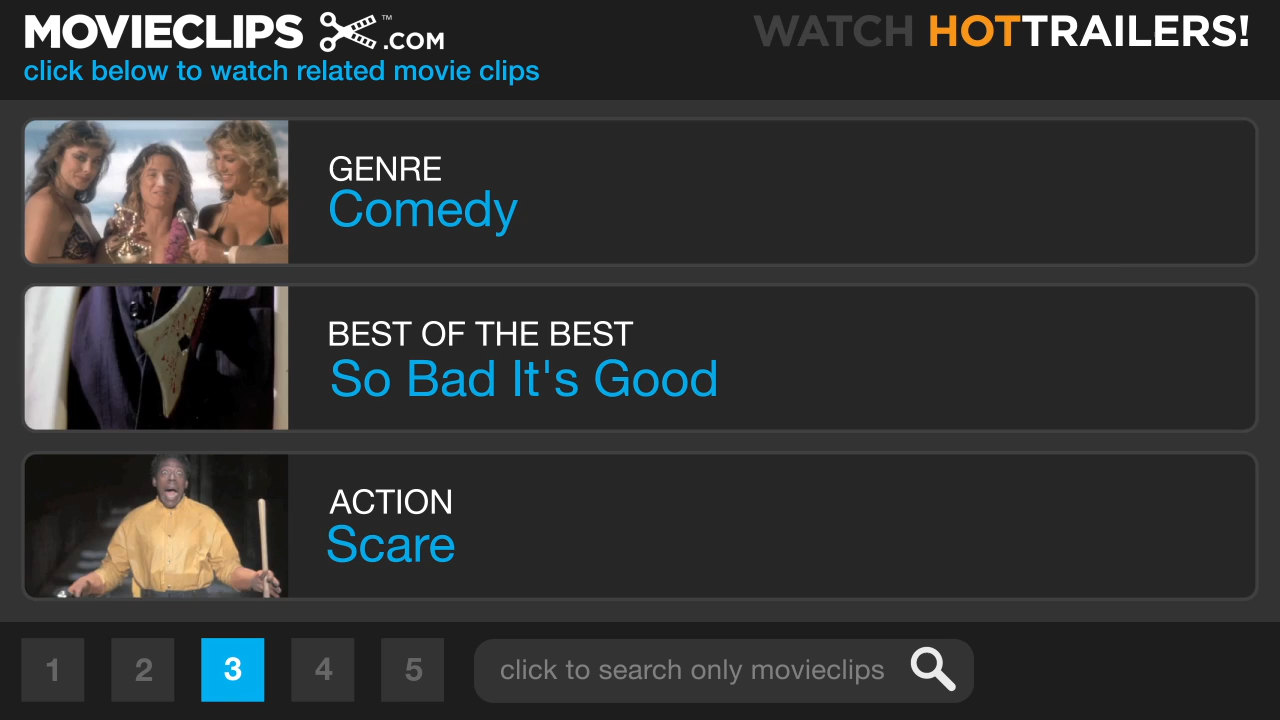 MOVIECLIPS ™ .COM
WATCH HOTTRAILERS!
click below to watch related movie clips
GENRE
Comedy
BEST OF THE BEST
So Bad It's Good
ACTION
Scare
1 2 3 4 5 click to search only movieclips